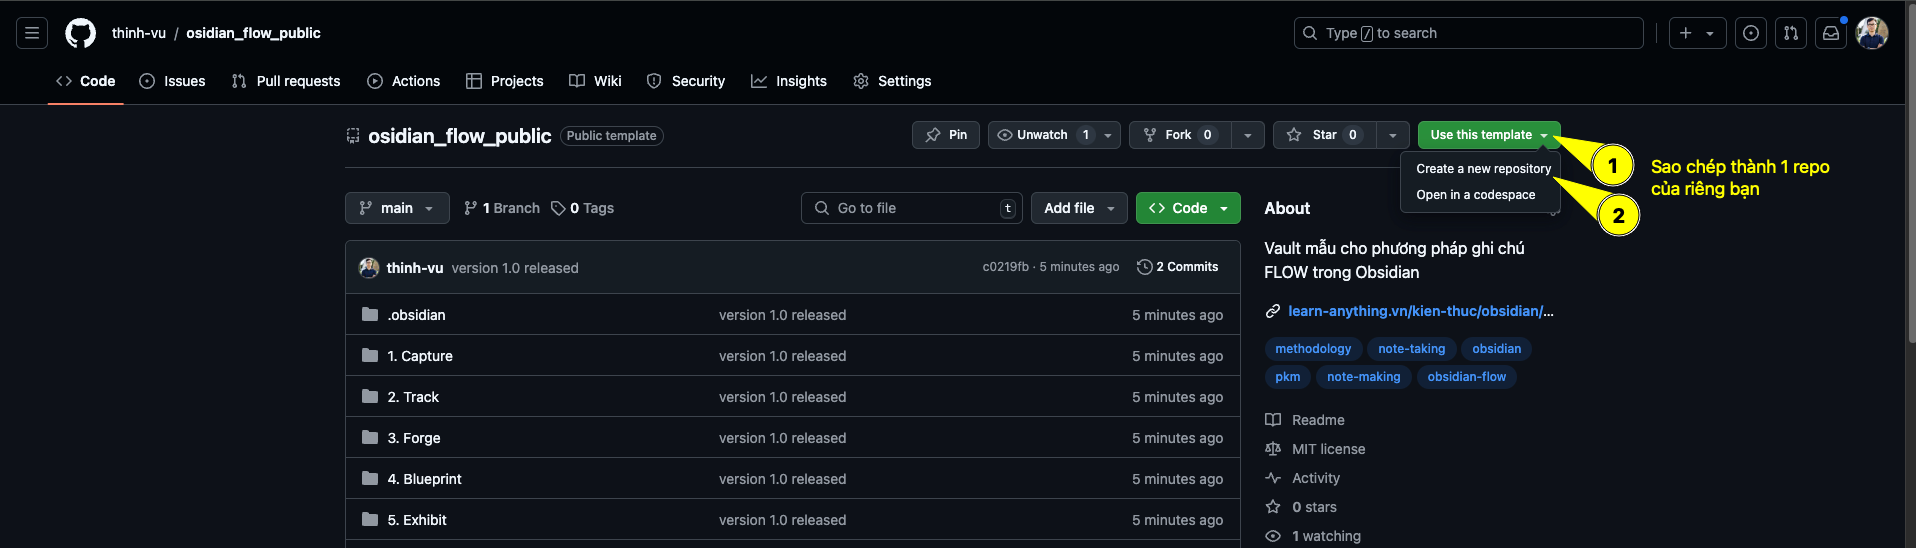 thinh-vu / osidian_flow_public
Type / to search
Code Issues Pull requests Actions Projects Wiki Security Insights Settings
osidian_flow_public Public template
Pin Unwatch 1 Fork 0 Star 0 Use this template
Create a new repository
Open in a codespace
1
2
Sao chép thành 1 repo
của riêng bạn
main 1 Branch 0 Tags Go to file t Add file Code
thinh-vu version 1.0 released c0219fb · 5 minutes ago 2 Commits
.obsidian version 1.0 released 5 minutes ago
1. Capture version 1.0 released 5 minutes ago
2. Track version 1.0 released 5 minutes ago
3. Forge version 1.0 released 5 minutes ago
4. Blueprint version 1.0 released 5 minutes ago
5. Exhibit version 1.0 released 5 minutes ago
About
Vault mẫu cho phương pháp ghi chú
FLOW trong Obsidian
learn-anything.vn/kien-thuc/obsidian/...
methodology note-taking obsidian
pkm note-making obsidian-flow
Readme
MIT license
Activity
0 stars
1 watching